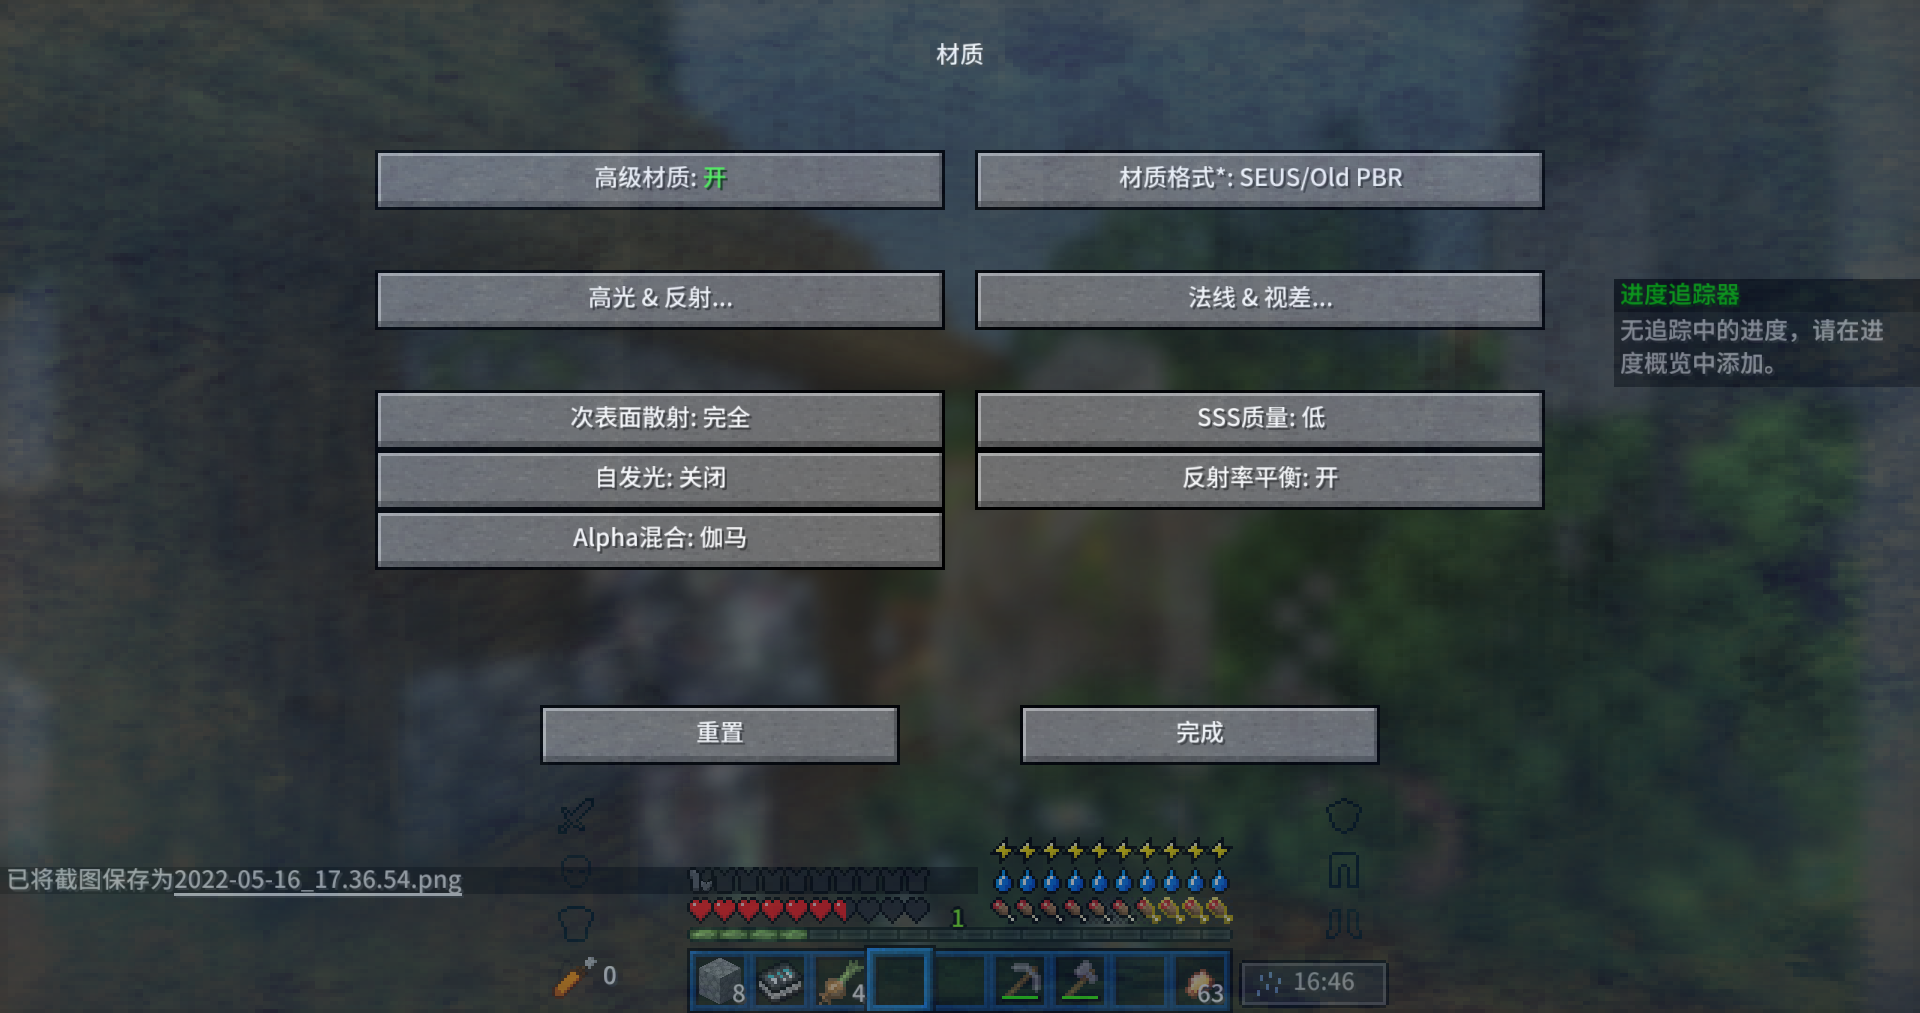 材质
高级材质: 开
材质格式*: SEUS/Old PBR
高光 & 反射...
法线 & 视差...
进度追踪器
无追踪中的进度，请在进
度概览中添加。
次表面散射: 完全
SSS质量: 低
自发光: 关闭
反射率平衡: 开
Alpha混合: 伽马
重置
完成
已将截图保存为2022-05-16_17.36.54.png
1
0
8
4
63
16:46